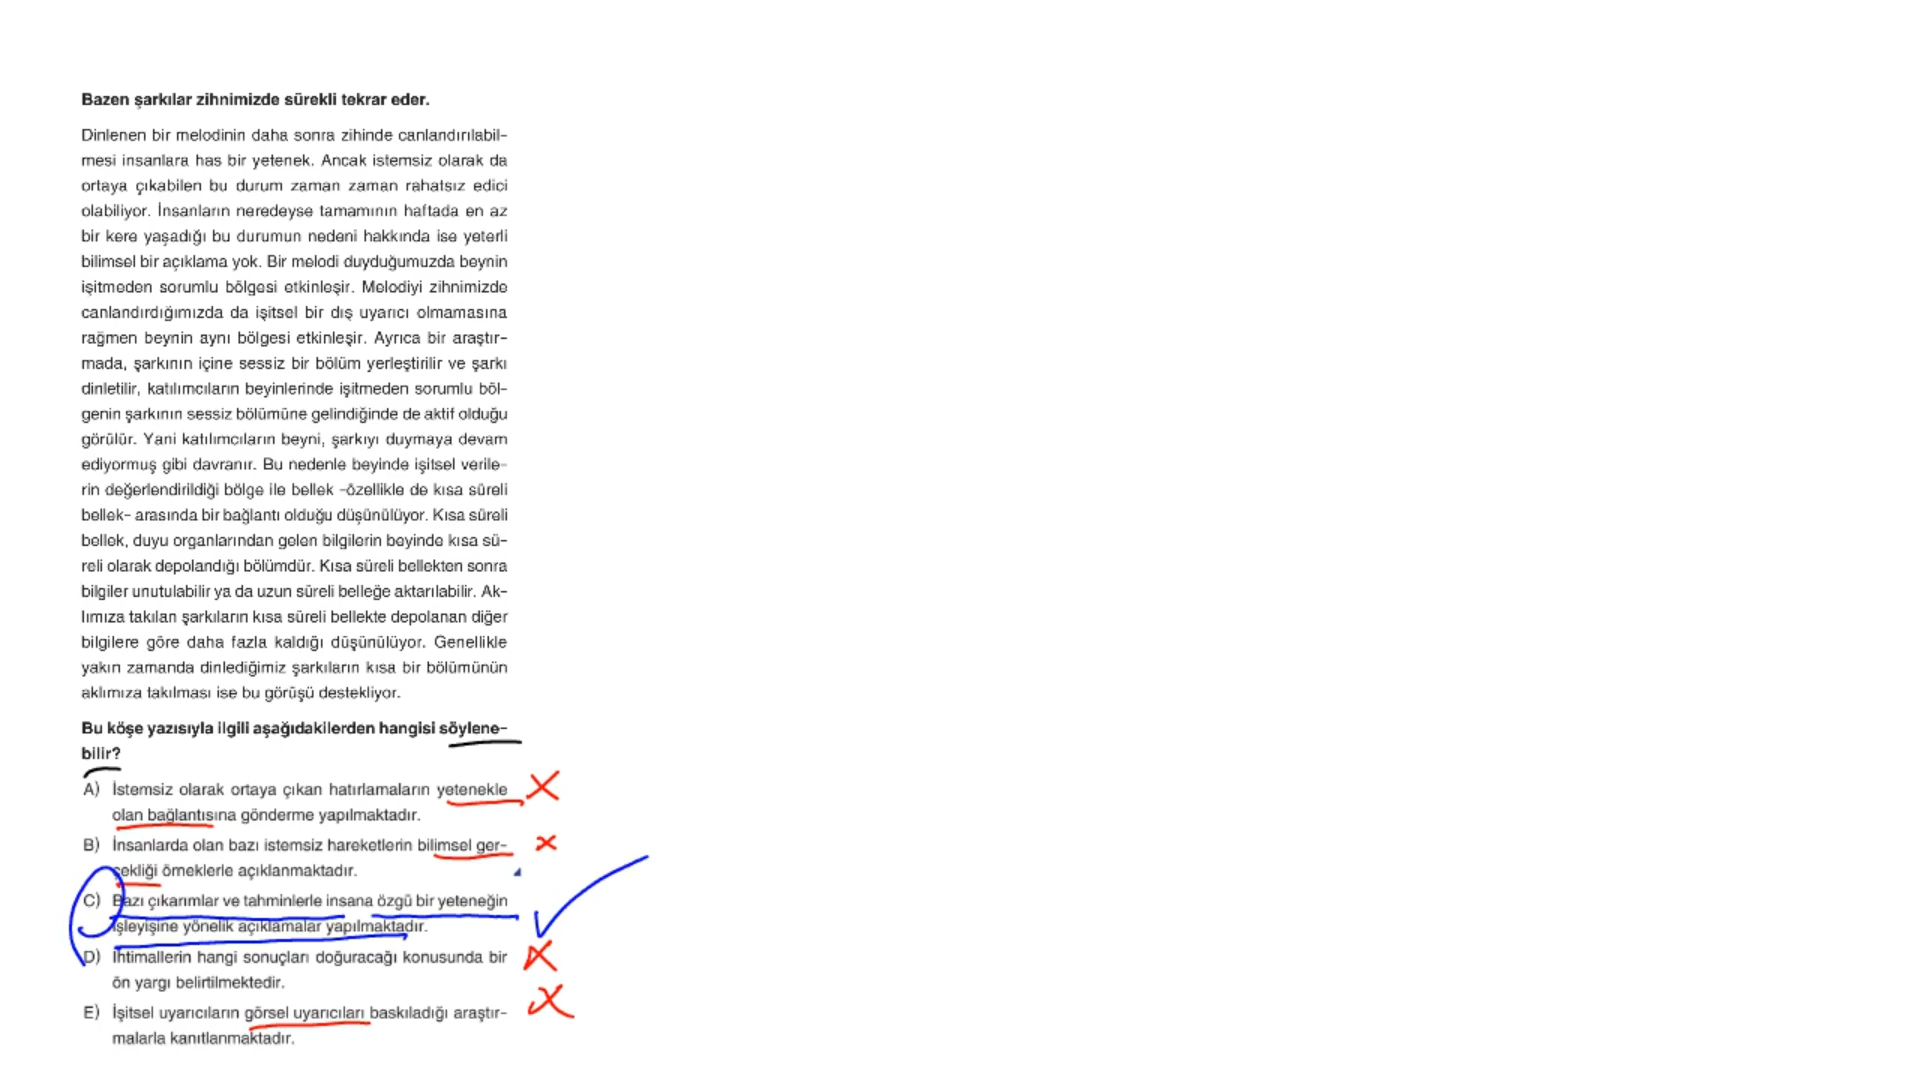 Bazen şarkılar zihnimizde sürekli tekrar eder.
Dinlenen bir melodinin daha sonra zihinde canlandırılabil-
mesi insanlara has bir yetenek. Ancak istemsiz olarak da
ortaya çıkabilen bu durum zaman zaman rahatsız edici
olabiliyor. İnsanların neredeyse tamamının haftada en az
bir kere yaşadığı bu durumun nedeni hakkında ise yeterli
bilimsel bir açıklama yok. Bir melodi duyduğumuzda beynin
işitmeden sorumlu bölgesi etkinleşir. Melodiyi zihnimizde
canlandırdığımızda da işitsel bir dış uyarıcı olmamasına
rağmen beynin aynı bölgesi etkinleşir. Ayrıca bir araştır-
mada, şarkının içine sessiz bir bölüm yerleştirilir ve şarkı
dinletilir, katılımcıların beyinlerinde işitmeden sorumlu böl-
genin şarkının sessiz bölümüne gelindiğinde de aktif olduğu
görülür. Yani katılımcıların beyni, şarkıyı duymaya devam
ediyormuş gibi davranır. Bu nedenle beyinde işitsel verile-
rin değerlendirildiği bölge ile bellek -özellikle de kısa süreli
bellek- arasında bir bağlantı olduğu düşünülüyor. Kısa süreli
bellek, duyu organlarından gelen bilgilerin beyinde kısa sü-
reli olarak depolandığı bölümdür. Kısa süreli bellekten sonra
bilgiler unutulabilir ya da uzun süreli belleğe aktarılabilir. Ak-
lımıza takılan şarkıların kısa süreli bellekte depolanan diğer
bilgilere göre daha fazla kaldığı düşünülüyor. Genellikle
yakın zamanda dinlediğimiz şarkıların kısa bir bölümünün
aklımıza takılması ise bu görüşü destekliyor.
Bu köşe yazısıyla ilgili aşağıdakilerden hangisi söylene-
bilir?
A) İstemsiz olarak ortaya çıkan hatırlamaların yetenekle
olan bağlantısına gönderme yapılmaktadır.
B) İnsanlarda olan bazı istemsiz hareketlerin bilimsel ger-
çekliği örneklerle açıklanmaktadır.
C) Bazı çıkarımlar ve tahminlerle insana özgü bir yeteneğin
işleyişine yönelik açıklamalar yapılmaktadır.
D) İhtimallerin hangi sonuçları doğuracağı konusunda bir
ön yargı belirtilmektedir.
E) İşitsel uyarıcıların görsel uyarıcıları baskıladığı araştır-
malarla kanıtlanmaktadır.